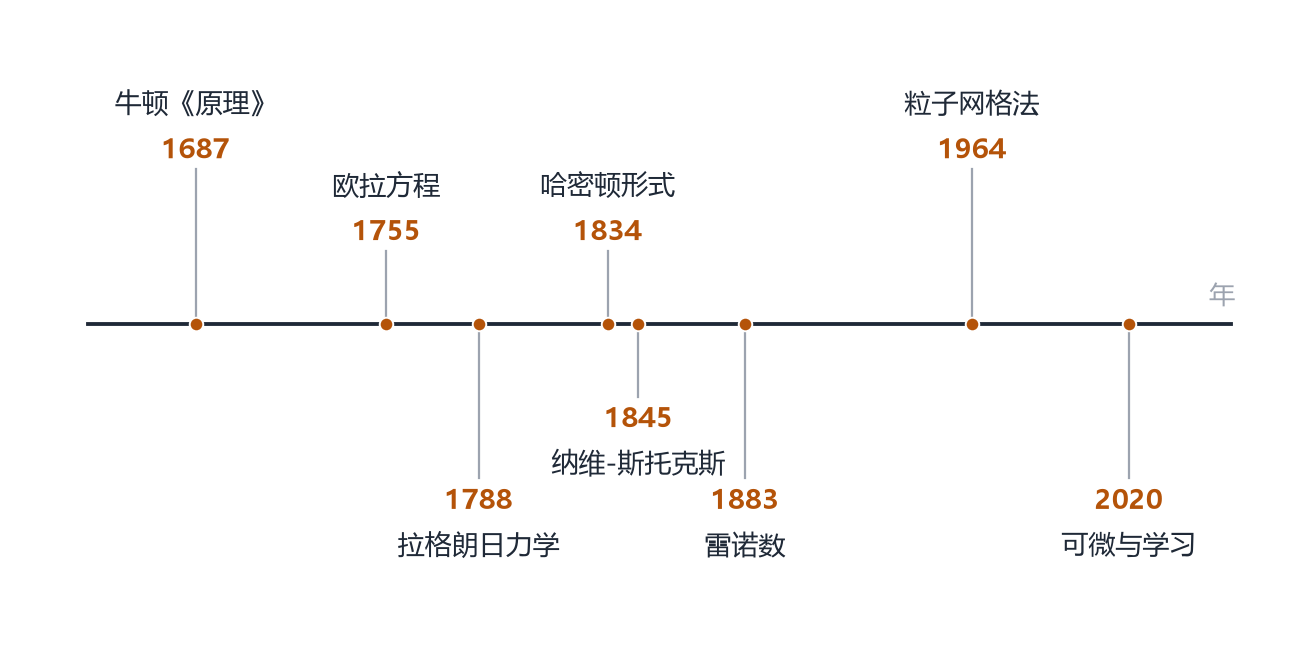 牛顿《原理》
1687
欧拉方程
1755
拉格朗日力学
1788
哈密顿形式
1834
1845
纳维-斯托克斯
1883
雷诺数
粒子网格法
1964
2020
可微与学习
年